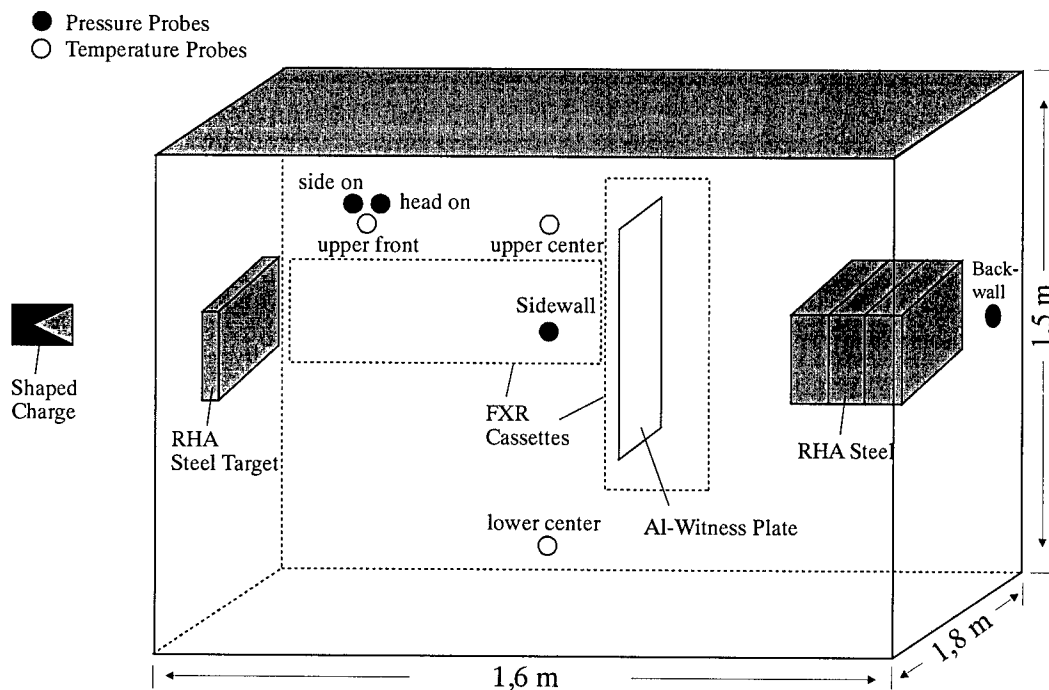 Pressure Probes
Temperature Probes
side on
head on
upper front
upper center
Back-
wall
Sidewall
1,5 m
Shaped
Charge
RHA
Steel Target
FXR
Cassettes
RHA Steel
Al-Witness Plate
lower center
1,8 m
1,6 m